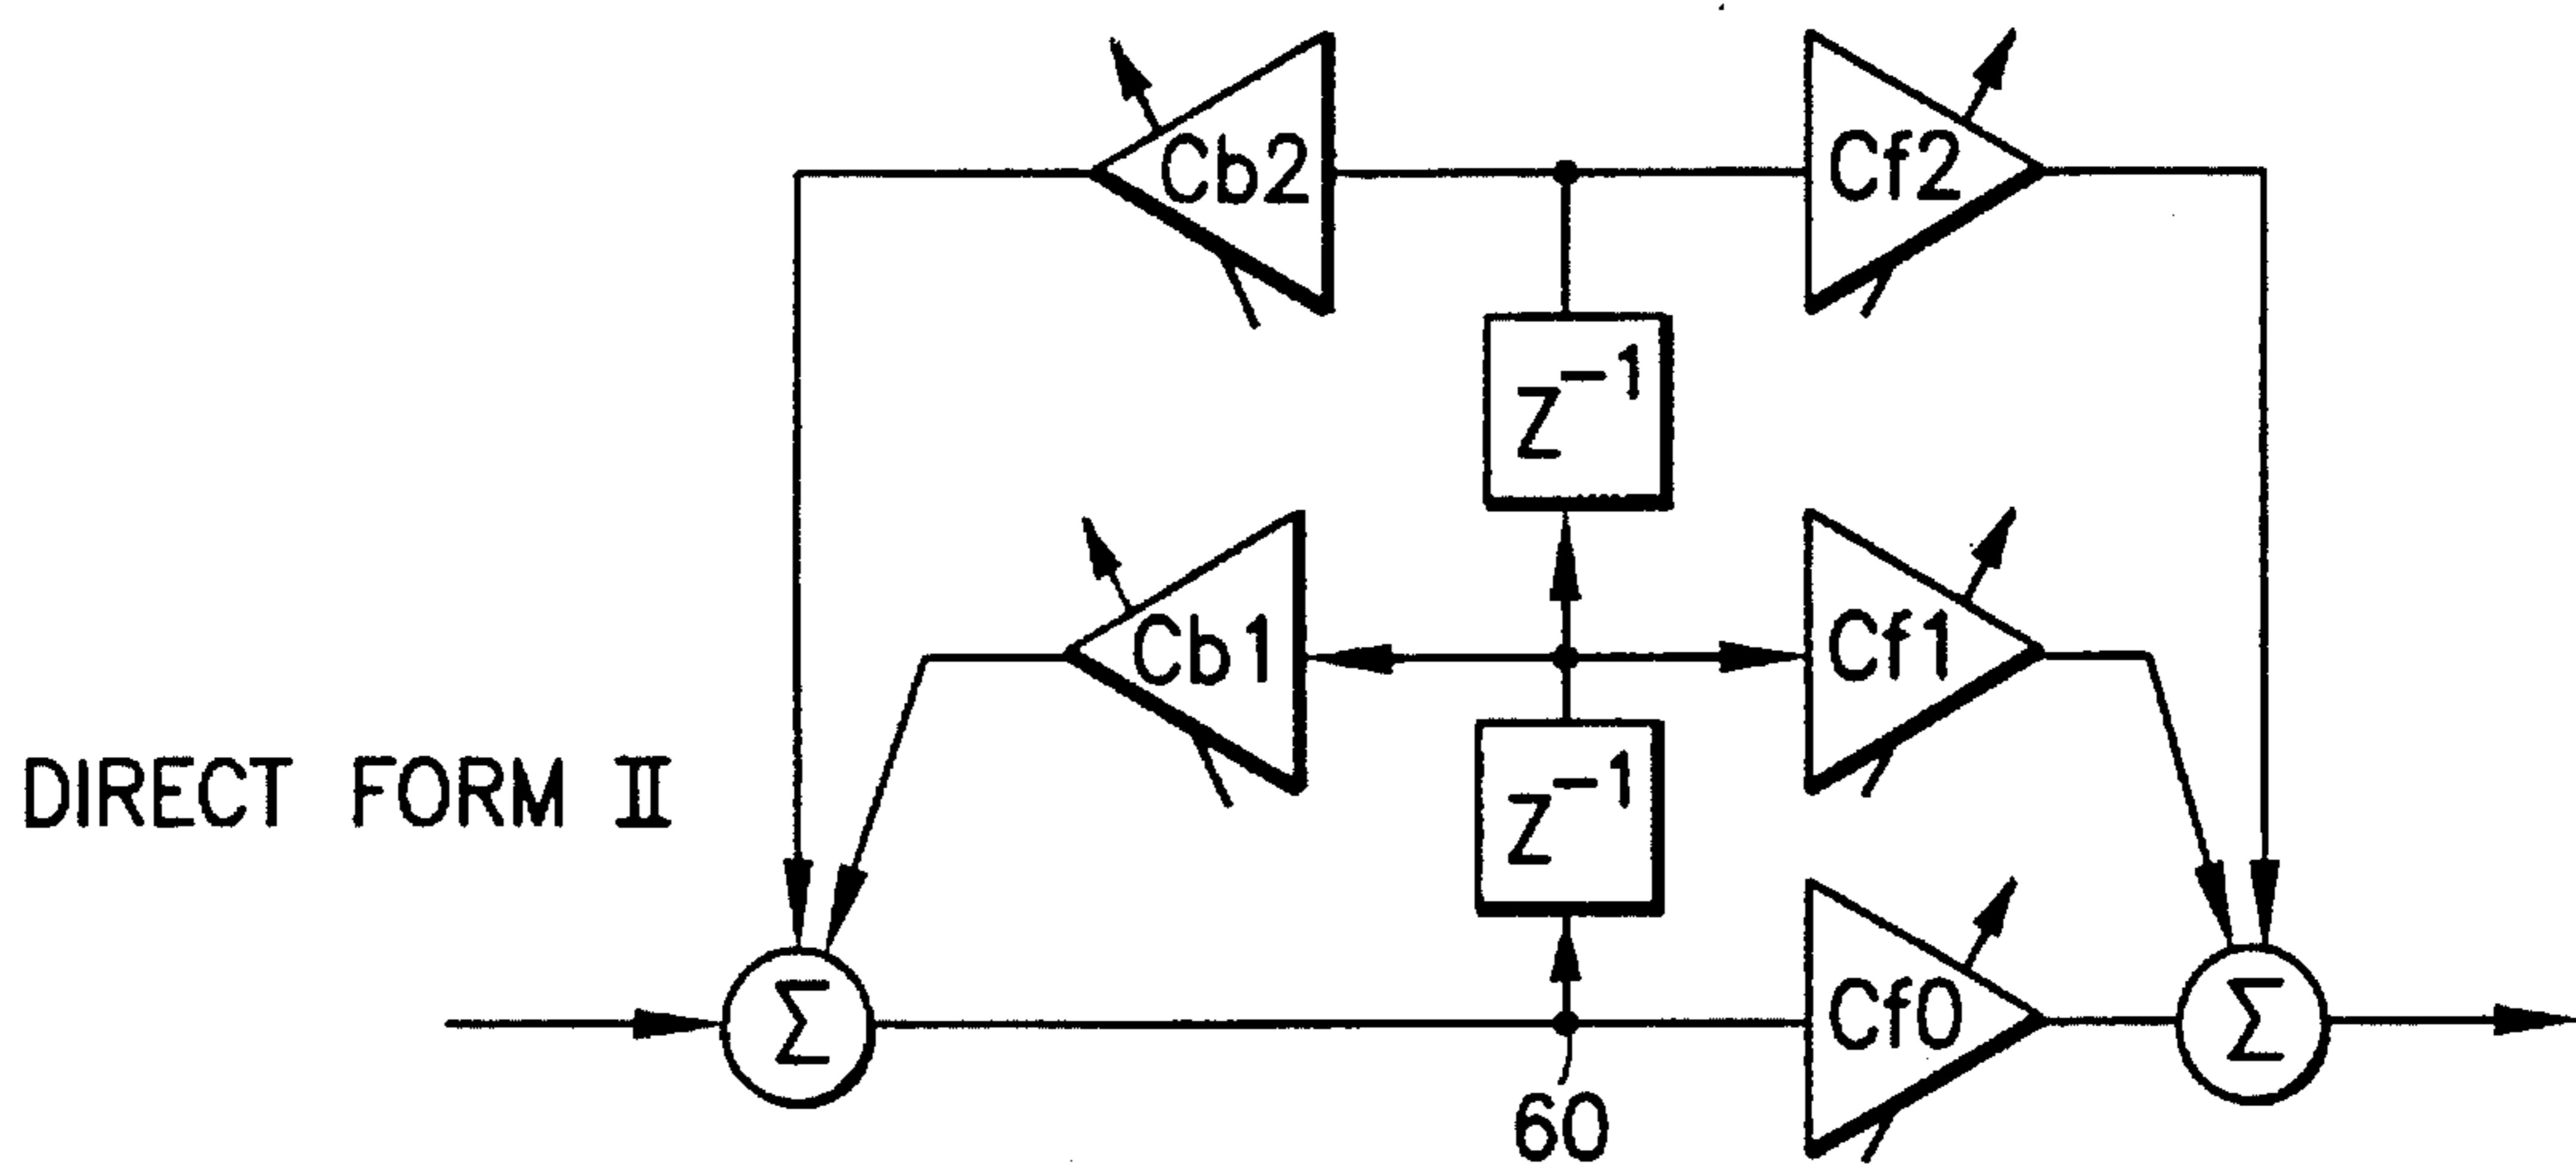 Cb2
Cf2
Z⁻¹
Cb1
Cf1
DIRECT FORM II
Z⁻¹
Σ
Cf0
Σ
60